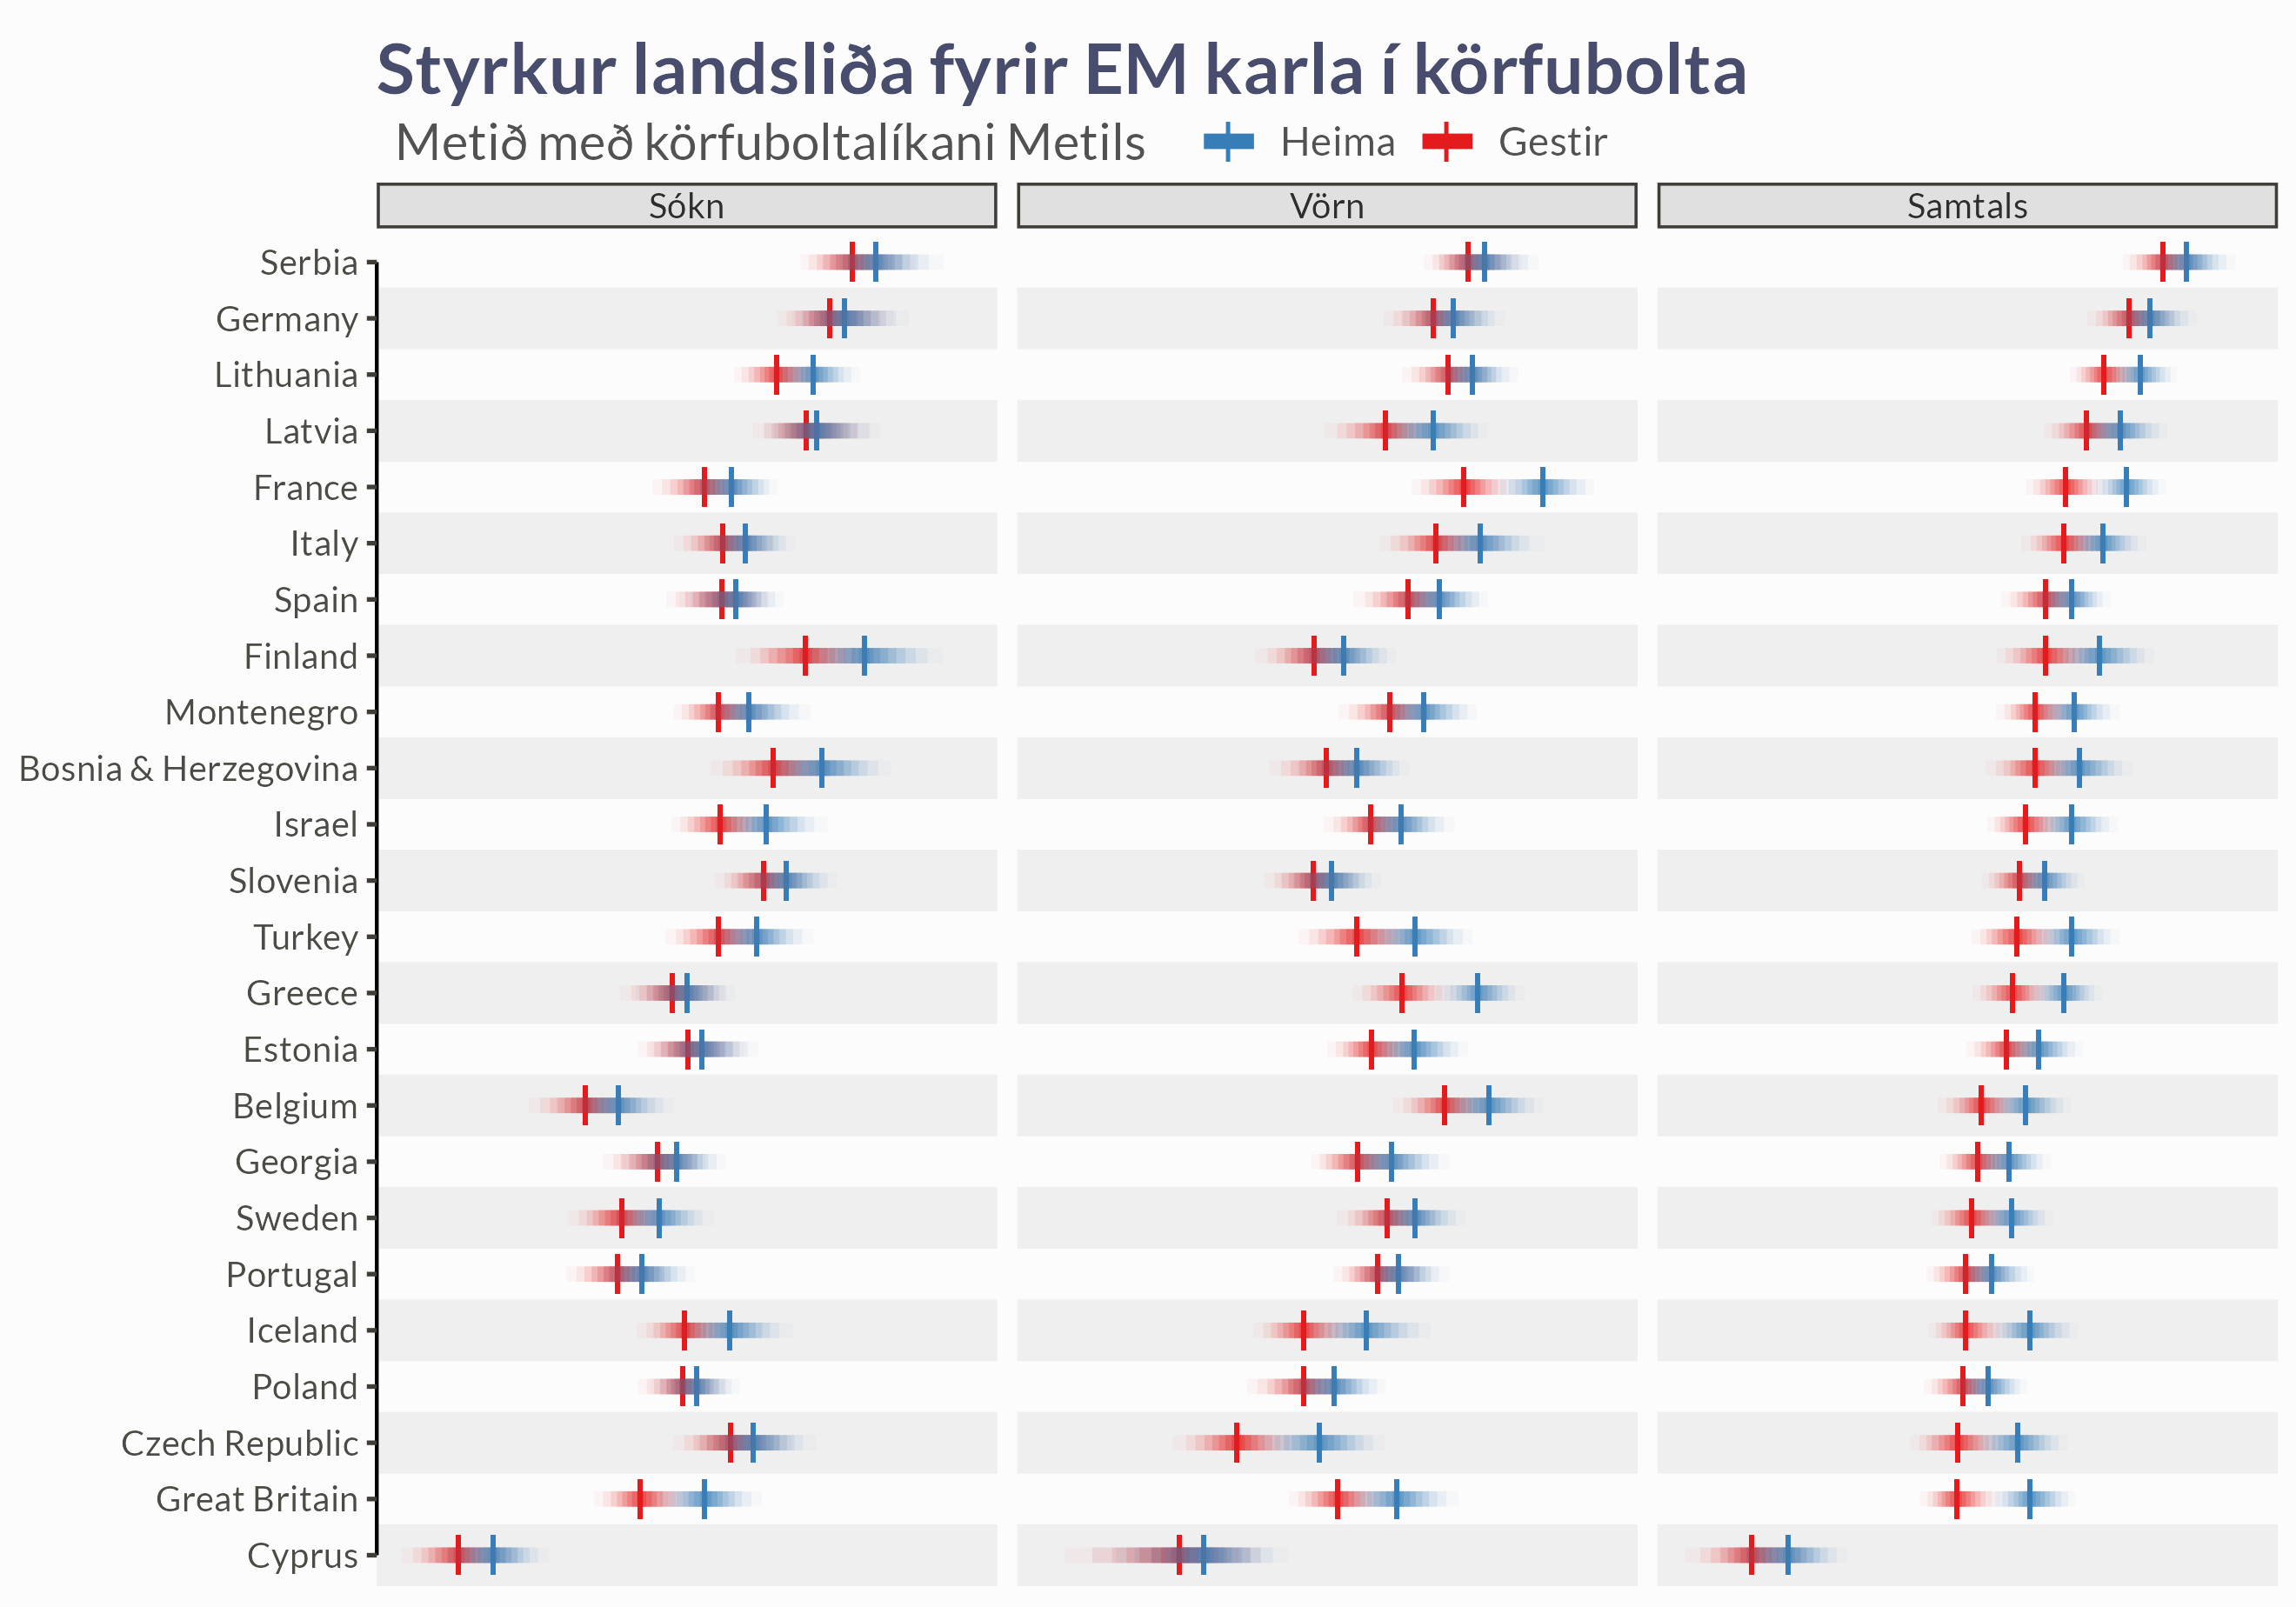 Styrkur landsliða fyrir EM karla í körfubolta
Metið með körfuboltalíkani Metils Heima Gestir
Sókn Vörn Samtals
Serbia
Germany
Lithuania
Latvia
France
Italy
Spain
Finland
Montenegro
Bosnia & Herzegovina
Israel
Slovenia
Turkey
Greece
Estonia
Belgium
Georgia
Sweden
Portugal
Iceland
Poland
Czech Republic
Great Britain
Cyprus